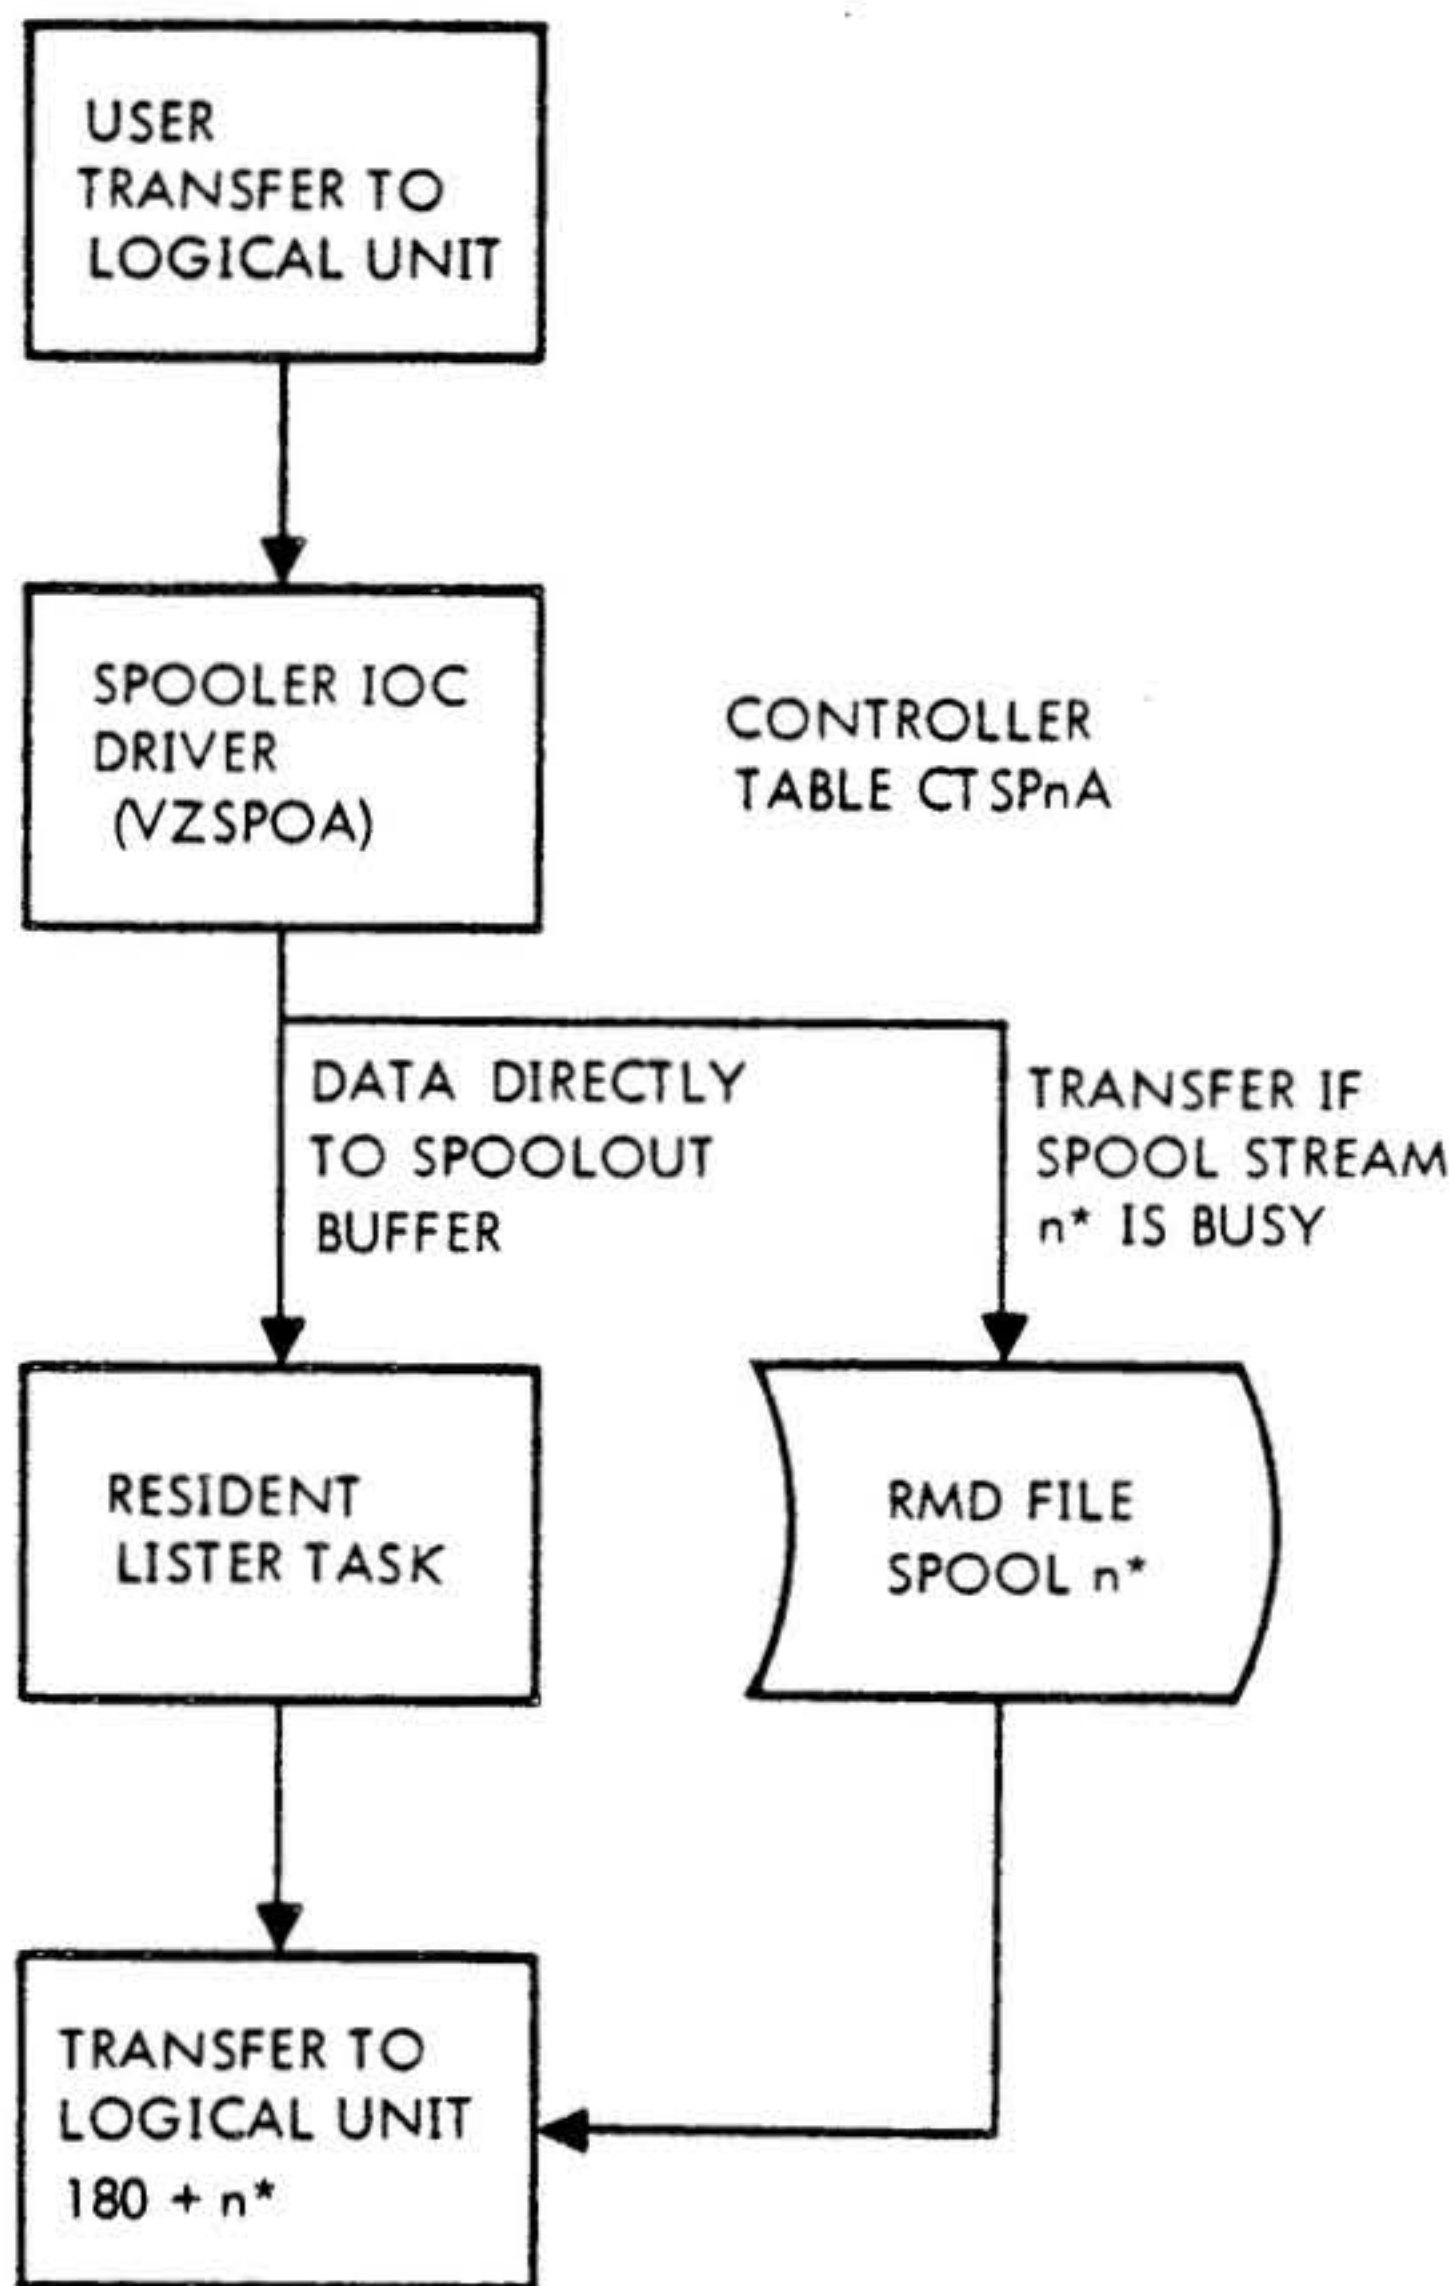 USER
TRANSFER TO
LOGICAL UNIT
SPOOLER IOC
DRIVER
(VZSPOA)
CONTROLLER
TABLE CTSPnA
DATA DIRECTLY
TO SPOOLOUT
BUFFER
TRANSFER IF
SPOOL STREAM
n* IS BUSY
RESIDENT
LISTER TASK
RMD FILE
SPOOL n*
TRANSFER TO
LOGICAL UNIT
180 + n*